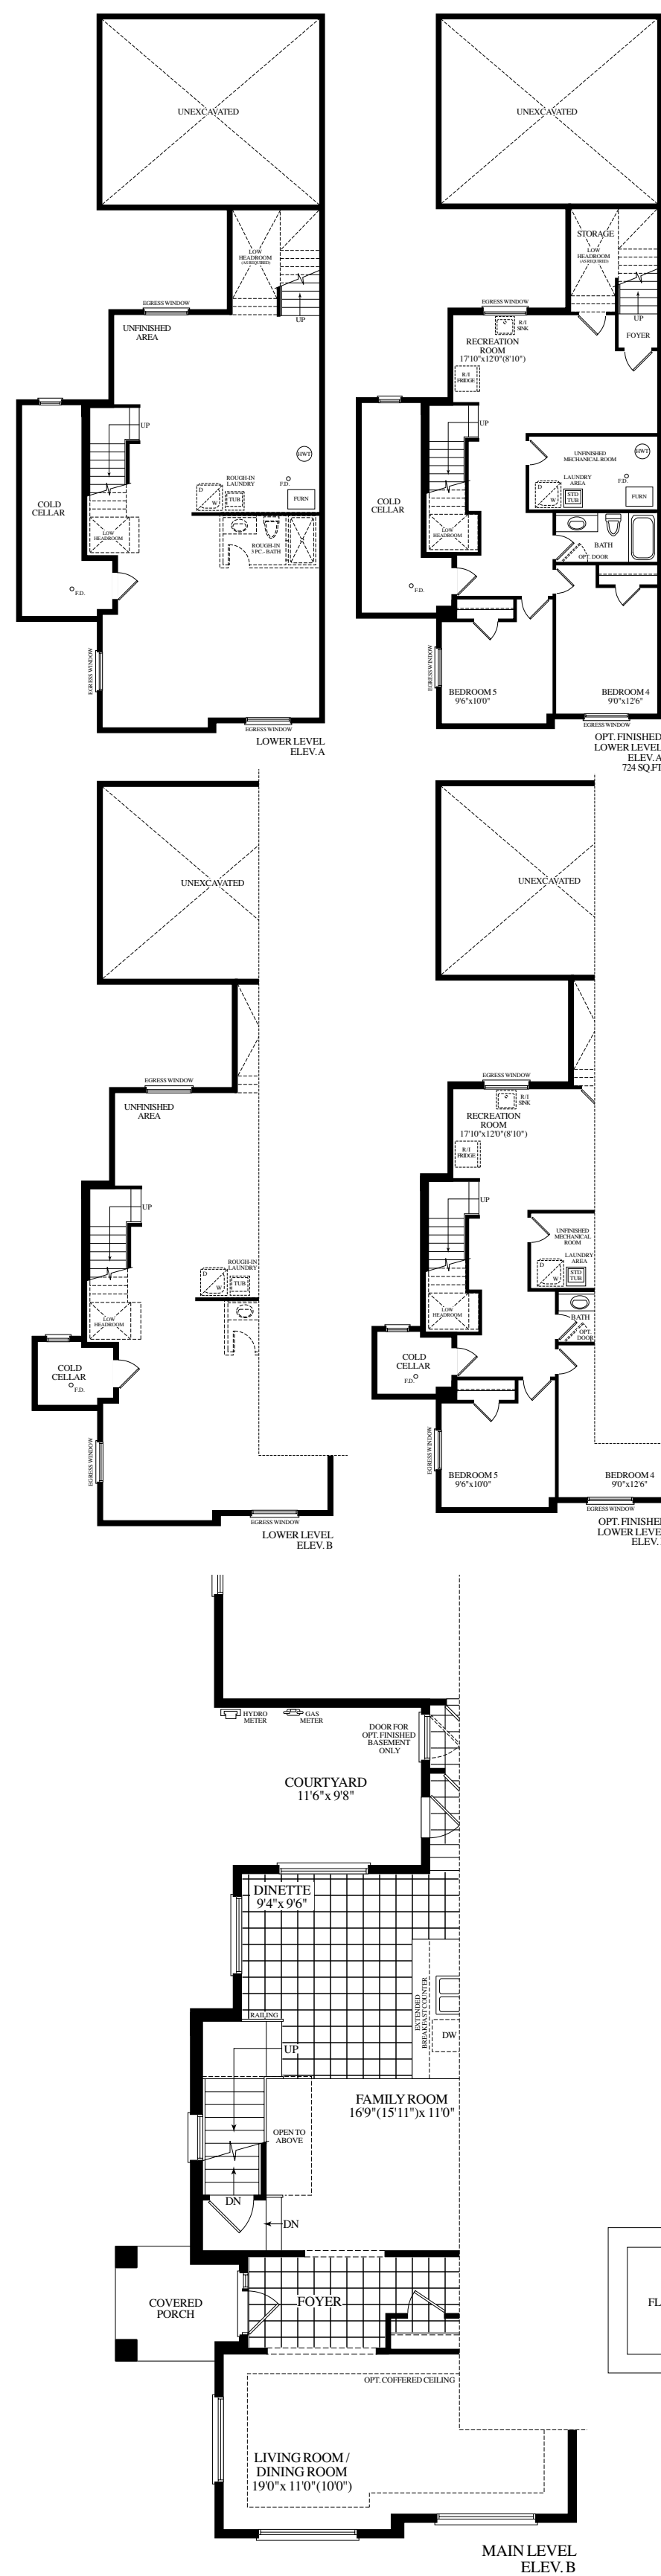 UNEXCAVATED
LOW
HEADROOM
(AS REQUIRED)
EGRESS WINDOW
UP
UNFINISHED
AREA
UP
HWT
COLD
CELLAR
ROUGH-IN
LAUNDRY
D
W
TUB
F.D.
FURN
LOW
HEADROOM
ROUGH-IN
3 PC - BATH
F.D.
EGRESS WINDOW
EGRESS WINDOW
LOWER LEVEL
ELEV. A
UNEXCAVATED
STORAGE
LOW
HEADROOM
(AS REQUIRED)
EGRESS WINDOW
UP
R/I
SINK
FOYER
RECREATION
ROOM
17'10"x12'0"(8'10")
R/I
FRIDGE
UP
UNFINISHED
MECHANICAL ROOM
HWT
COLD
CELLAR
LAUNDRY
AREA
D
W
STD
TUB
F.D.
FURN
LOW
HEADROOM
BATH
OPT. DOOR
F.D.
EGRESS WINDOW
BEDROOM 5
9'6"x10'0"
BEDROOM 4
9'0"x12'6"
EGRESS WINDOW
OPT. FINISHED
LOWER LEVEL
ELEV. A
724 SQ.FT
UNEXCAVATED
EGRESS WINDOW
UNFINISHED
AREA
UP
ROUGH-IN
LAUNDRY
D
W
TUB
LOW
HEADROOM
COLD
CELLAR
F.D.
EGRESS WINDOW
EGRESS WINDOW
LOWER LEVEL
ELEV. B
UNEXCAVATED
EGRESS WINDOW
R/I
SINK
RECREATION
ROOM
17'10"x12'0"(8'10")
R/I
FRIDGE
UP
UNFINISHED
MECHANICAL
ROOM
LAUNDRY
AREA
D
W
STD
TUB
LOW
HEADROOM
BATH
OPT.
DOOR
COLD
CELLAR
F.D.
EGRESS WINDOW
BEDROOM 5
9'6"x10'0"
BEDROOM 4
9'0"x12'6"
EGRESS WINDOW
OPT. FINISHE
LOWER LEVE
ELEV.
HYDRO
METER
GAS
METER
DOOR FOR
OPT. FINISHED
BASEMENT
ONLY
COURTYARD
11'6"x 9'8"
DINETTE
9'4"x 9'6"
EXTENDED
BREAKFAST COUNTER
RAILING
DW
UP
FAMILY ROOM
16'9"(15'11")x 11'0"
OPEN TO
ABOVE
DN
DN
COVERED
PORCH
FOYER
FL
OPT. COFFERED CEILING
LIVING ROOM /
DINING ROOM
19'0"x 11'0"(10'0")
MAIN LEVEL
ELEV. B